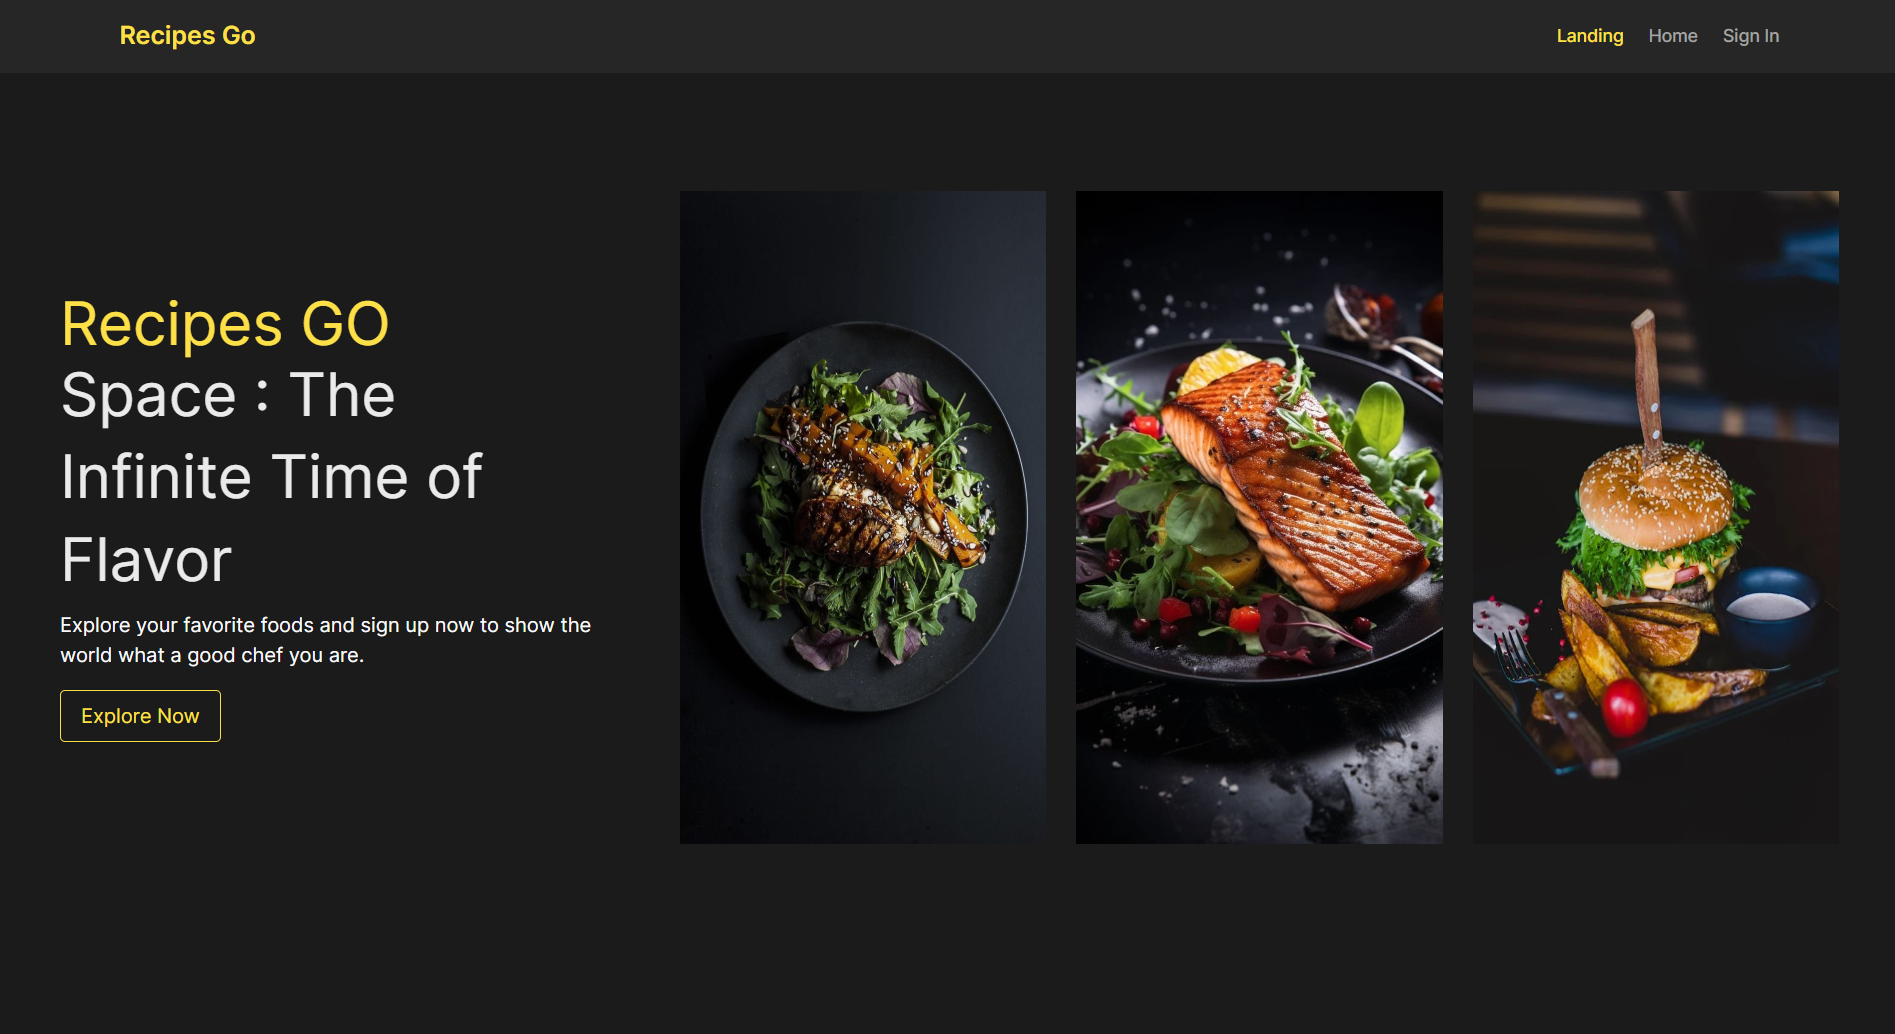 Recipes Go
Landing Home Sign In
Recipes GO
Space : The
Infinite Time of
Flavor
Explore your favorite foods and sign up now to show the
world what a good chef you are.
Explore Now